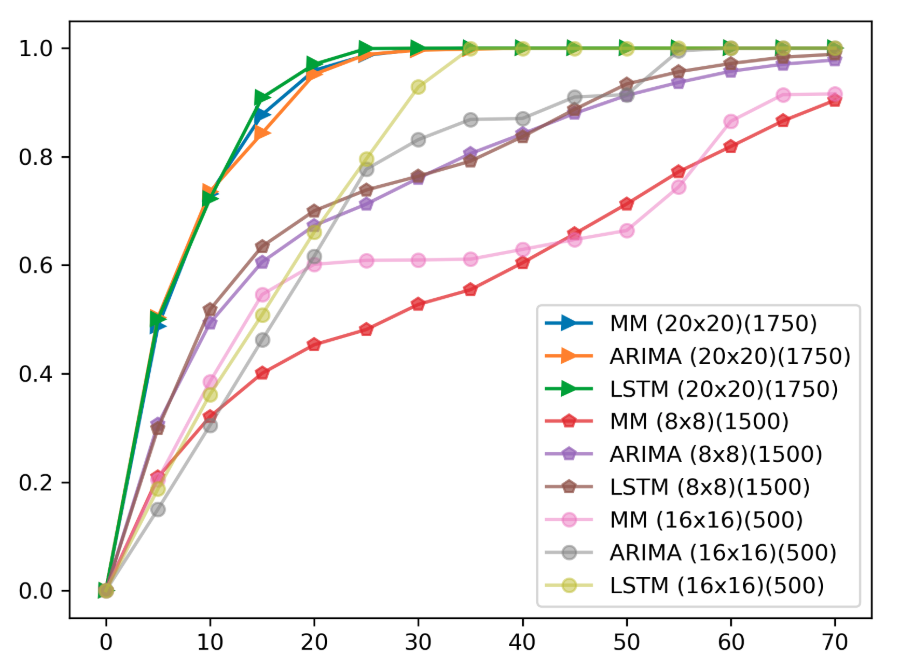 1.0
0.8
0.6
0.4
0.2
0.0
0 10 20 30 40 50 60 70
MM (20x20)(1750)
ARIMA (20x20)(1750)
LSTM (20x20)(1750)
MM (8x8)(1500)
ARIMA (8x8)(1500)
LSTM (8x8)(1500)
MM (16x16)(500)
ARIMA (16x16)(500)
LSTM (16x16)(500)